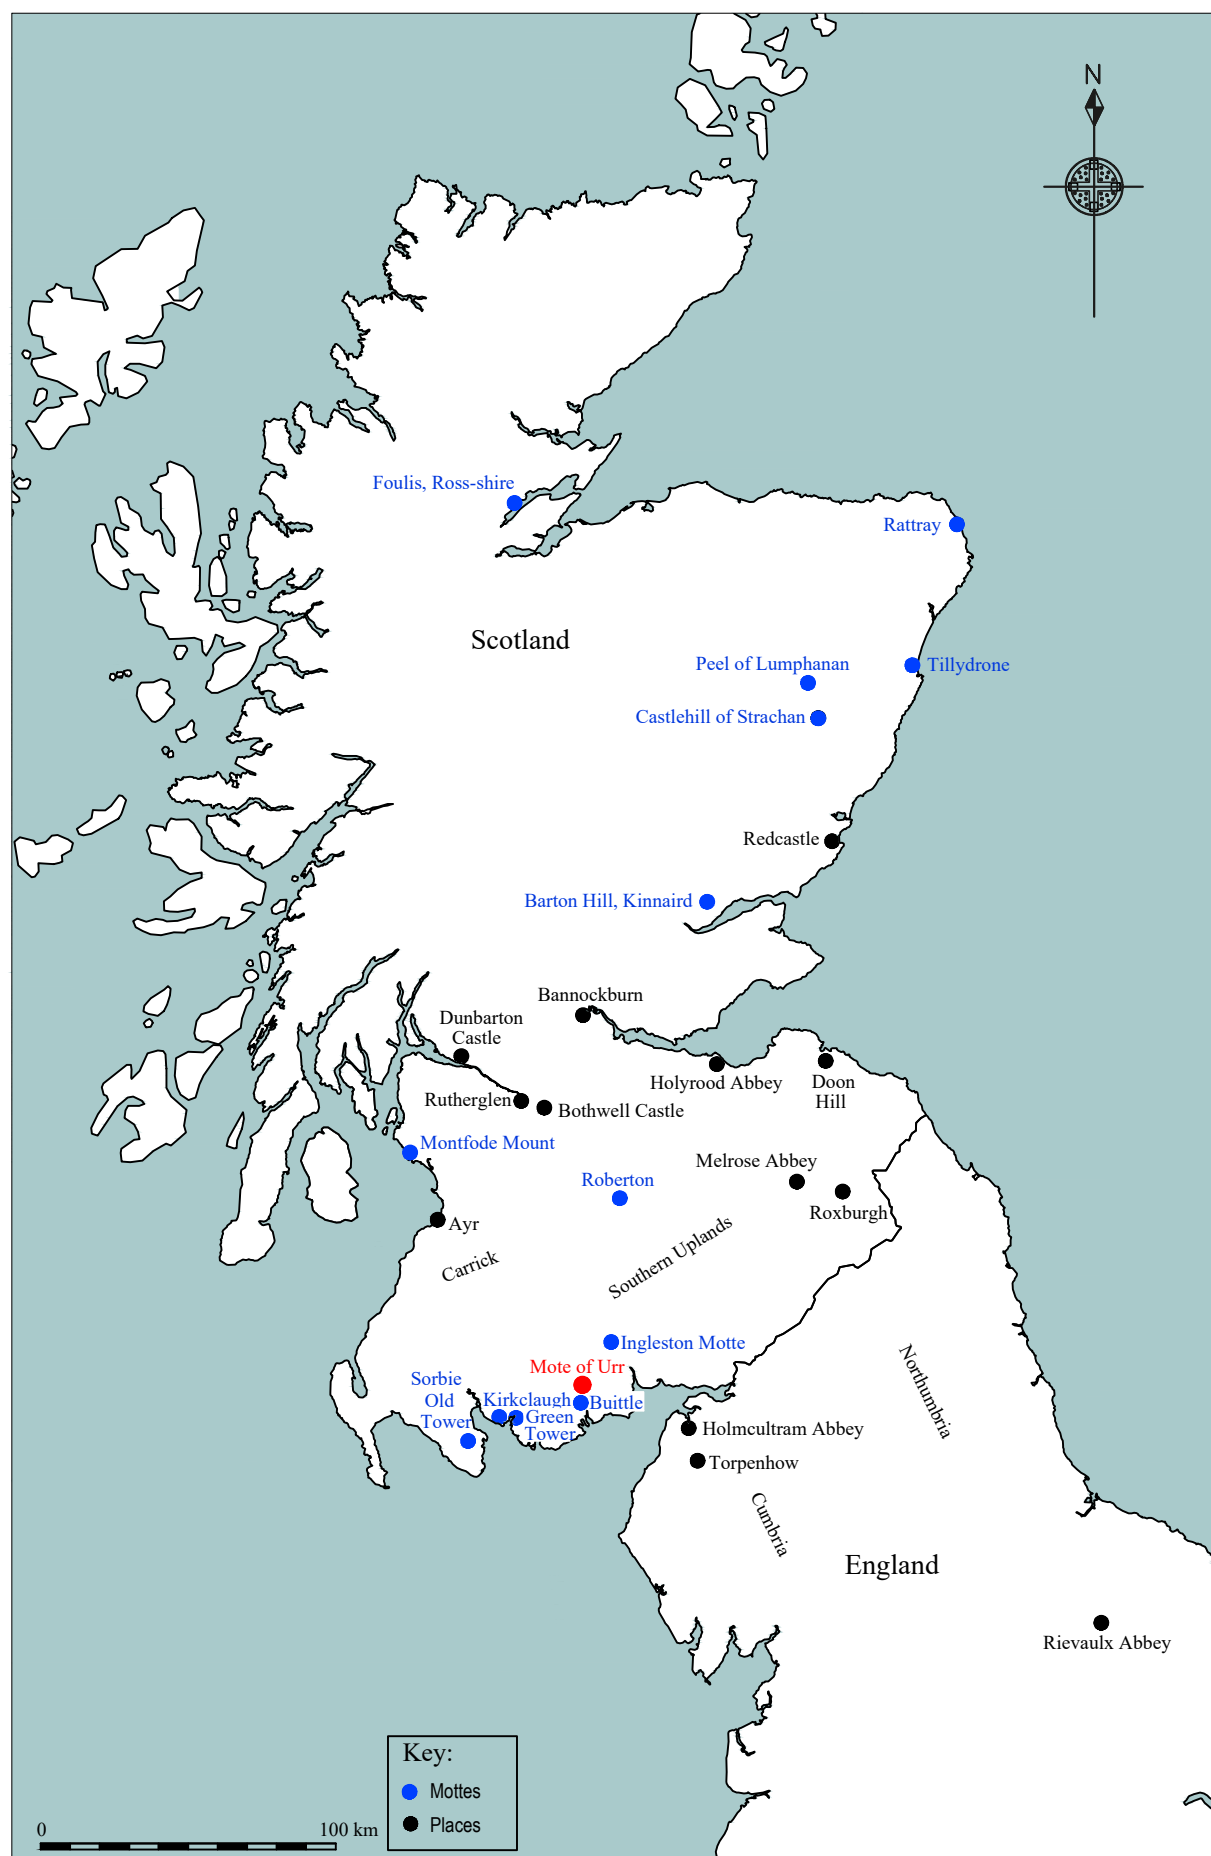 N
Foulis, Ross-shire
Rattray
Scotland
Peel of Lumphanan
Tillydrone
Castlehill of Strachan
Redcastle
Barton Hill, Kinnaird
Bannockburn
Dunbarton
Castle
Holyrood Abbey
Doon
Hill
Rutherglen
Bothwell Castle
Montfode Mount
Melrose Abbey
Roberton
Roxburgh
Ayr
Carrick
Southern Uplands
Ingleston Motte
Mote of Urr
Northumbria
Sorbie
Old
Tower
Kirkclaugh
Buittle
Green
Tower
Holmcultram Abbey
Torpenhow
Cumbria
England
Rievaulx Abbey
Key:
Mottes
Places
0
100 km